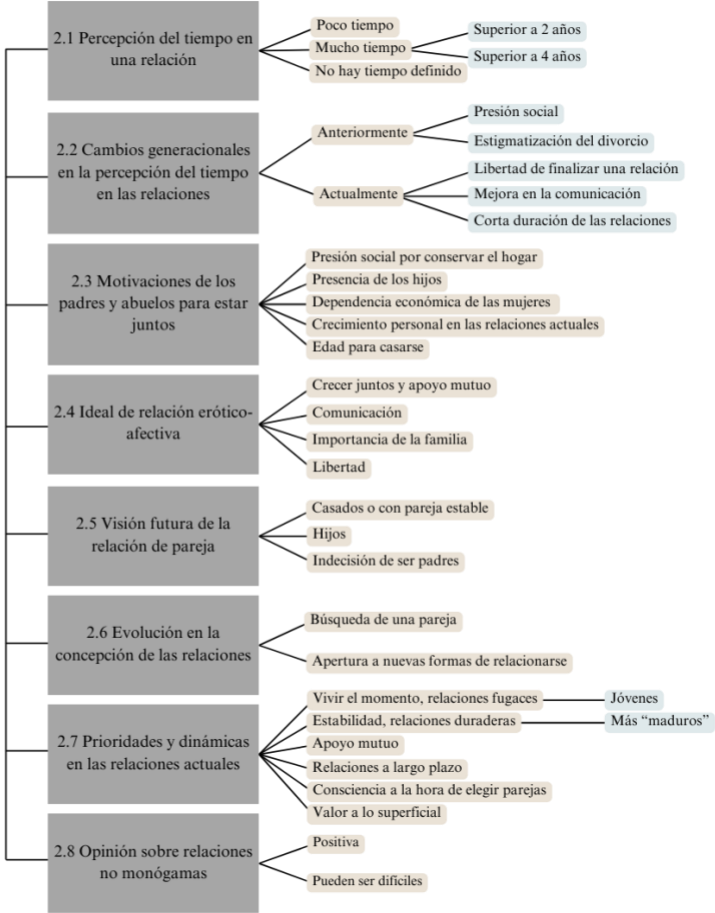 2.1 Percepción del tiempo en
una relación
Poco tiempo
Mucho tiempo
Superior a 2 años
Superior a 4 años
No hay tiempo definido
2.2 Cambios generacionales
en la percepción del tiempo
en las relaciones
Anteriormente
Presión social
Estigmatización del divorcio
Actualmente
Libertad de finalizar una relación
Mejora en la comunicación
Corta duración de las relaciones
2.3 Motivaciones de los
padres y abuelos para estar
juntos
Presión social por conservar el hogar
Presencia de los hijos
Dependencia económica de las mujeres
Crecimiento personal en las relaciones actuales
Edad para casarse
2.4 Ideal de relación erótico-
afectiva
Crecer juntos y apoyo mutuo
Comunicación
Importancia de la familia
Libertad
2.5 Visión futura de la
relación de pareja
Casados o con pareja estable
Hijos
Indecisión de ser padres
2.6 Evolución en la
concepción de las relaciones
Búsqueda de una pareja
Apertura a nuevas formas de relacionarse
2.7 Prioridades y dinámicas
en las relaciones actuales
Vivir el momento, relaciones fugaces
Jóvenes
Estabilidad, relaciones duraderas
Más “maduros”
Apoyo mutuo
Relaciones a largo plazo
Consciencia a la hora de elegir parejas
Valor a lo superficial
2.8 Opinión sobre relaciones
no monógamas
Positiva
Pueden ser difíciles